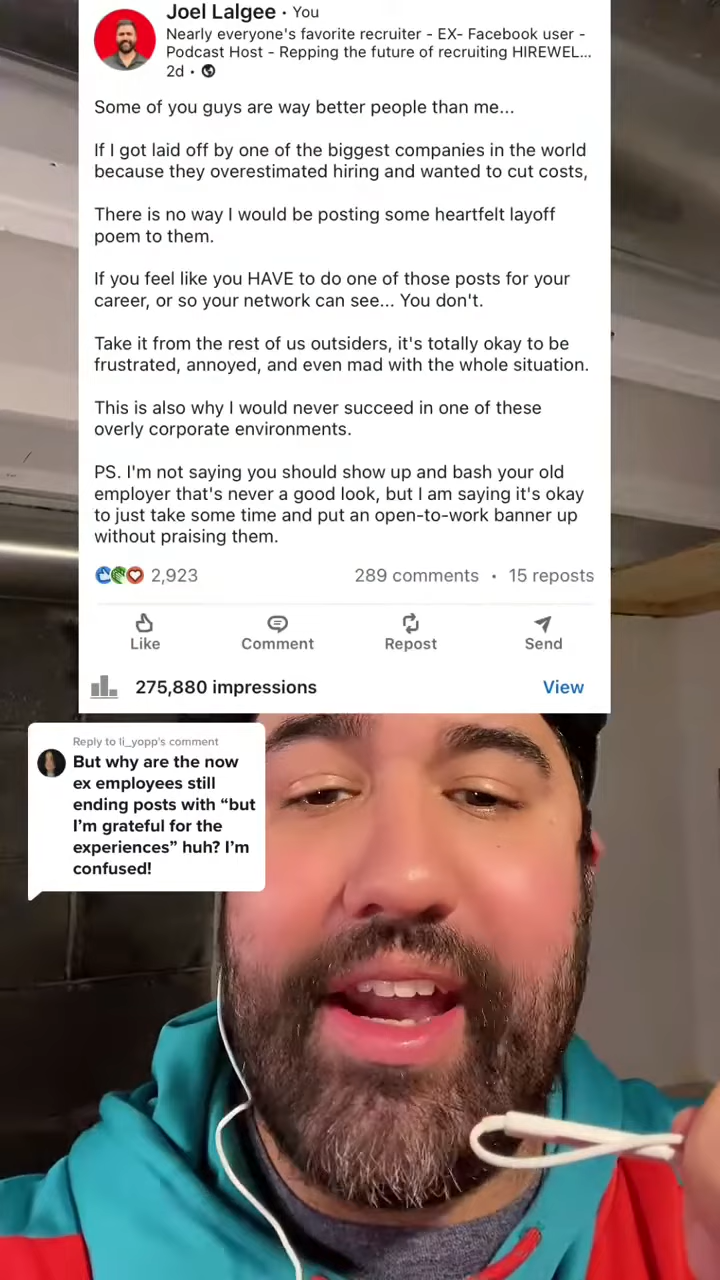 Joel Lalgee · You
Nearly everyone's favorite recruiter - EX- Facebook user -
Podcast Host - Repping the future of recruiting HIREWEL...
2d •
Some of you guys are way better people than me...
If I got laid off by one of the biggest companies in the world
because they overestimated hiring and wanted to cut costs,
There is no way I would be posting some heartfelt layoff
poem to them.
If you feel like you HAVE to do one of those posts for your
career, or so your network can see... You don't.
Take it from the rest of us outsiders, it's totally okay to be
frustrated, annoyed, and even mad with the whole situation.
This is also why I would never succeed in one of these
overly corporate environments.
PS. I'm not saying you should show up and bash your old
employer that's never a good look, but I am saying it's okay
to just take some time and put an open-to-work banner up
without praising them.
2,923 289 comments • 15 reposts
Like Comment Repost Send
275,880 impressions View
Reply to li_yopp's comment
But why are the now
ex employees still
ending posts with “but
I’m grateful for the
experiences” huh? I’m
confused!